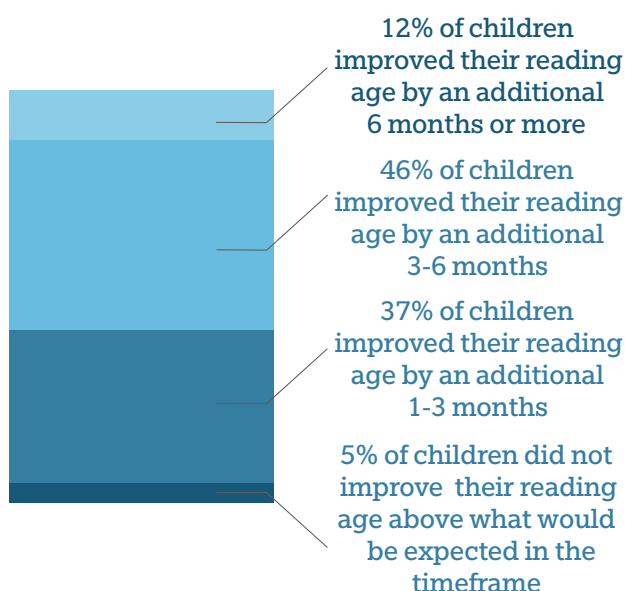 12% of children
improved their reading
age by an additional
6 months or more
46% of children
improved their reading
age by an additional
3-6 months
37% of children
improved their reading
age by an additional
1-3 months
5% of children did not
improve  their reading
age above what would
be expected in the
timeframe